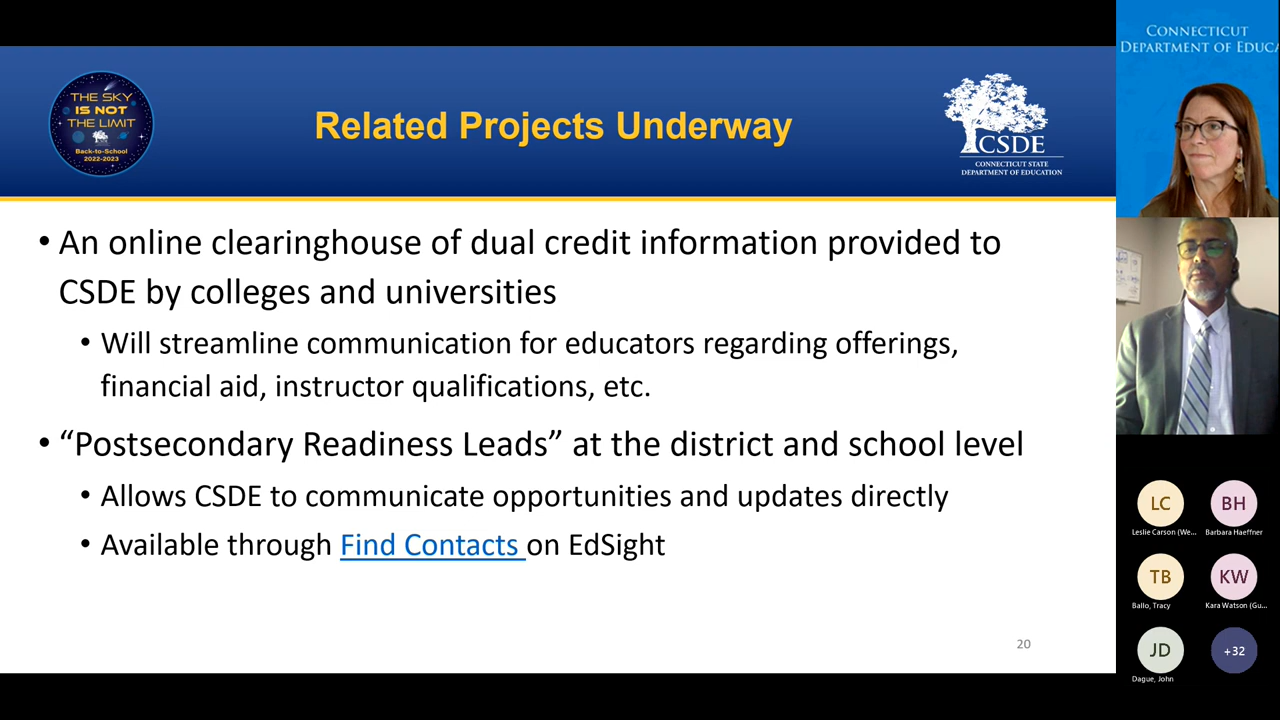 THE SKY
IS NOT
THE LIMIT
Back-to-School
2022-2023
Related Projects Underway
CSDE
CONNECTICUT STATE
DEPARTMENT OF EDUCATION
• An online clearinghouse of dual credit information provided to
CSDE by colleges and universities
• Will streamline communication for educators regarding offerings,
financial aid, instructor qualifications, etc.
• “Postsecondary Readiness Leads” at the district and school level
• Allows CSDE to communicate opportunities and updates directly
• Available through Find Contacts on EdSight
20
CONNECTICUT
DEPARTMENT OF EDUCA
LC
BH
Leslie Carson (We...
Barbara Haeffner
TB
KW
Ballo, Tracy
Kara Watson (Gu...
JD
+32
Dague, John